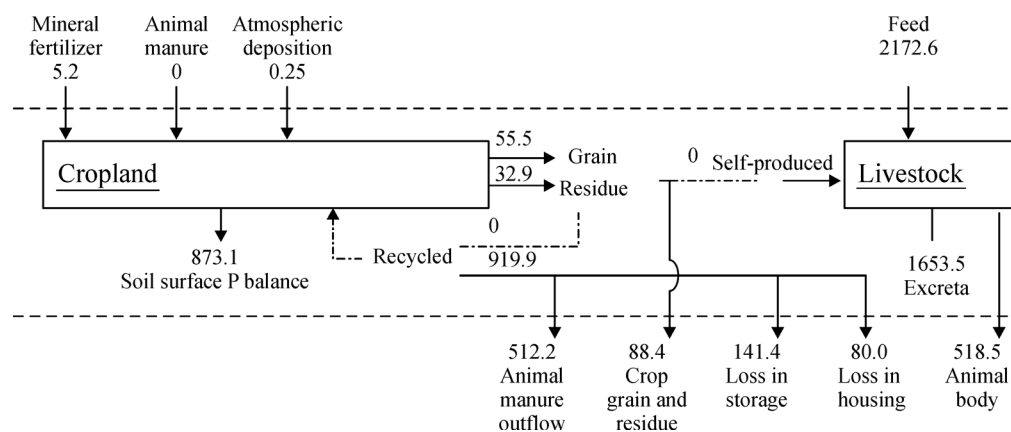 Mineral
fertilizer
5.2
Animal
manure
0
Atmospheric
deposition
0.25
Feed
2172.6
Cropland
55.5
Grain
32.9
Residue
0
Self-produced
Livestock
0
Recycled
919.9
873.1
Soil surface P balance
1653.5
Excreta
512.2
Animal
manure
outflow
88.4
Crop
grain and
residue
141.4
Loss in
storage
80.0
Loss in
housing
518.5
Animal
body